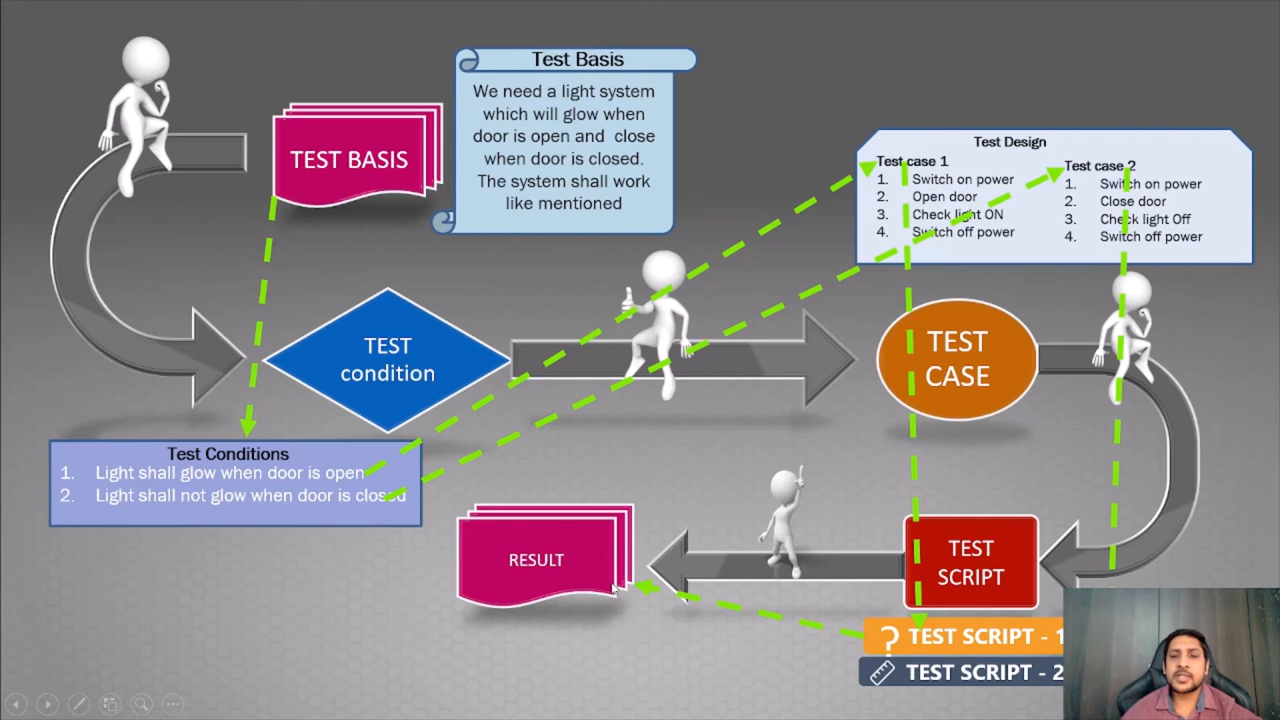 Test Basis
We need a light system
which will glow when
door is open and close
when door is closed.
The system shall work
like mentioned
TEST BASIS
Test Design
Test case 1
1. Switch on power
2. Open door
3. Check light ON
4. Switch off power
Test case 2
1. Switch on power
2. Close door
3. Check light Off
4. Switch off power
TEST
condition
TEST
CASE
Test Conditions
1. Light shall glow when door is open
2. Light shall not glow when door is closed
RESULT
TEST
SCRIPT
? TEST SCRIPT - 1
TEST SCRIPT - 2